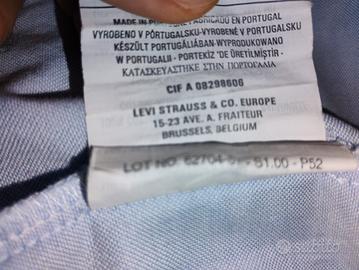 MADE IN PORTUGAL FABRICADO EN PORTUGAL
VYROBENO V PORTUGALSKU-VYROBENÉ V PORTUGALSKU
KÉSZÜLT PORTUGÁLIÁBAN-WYPRODUKOWANO
W PORTUGALII - PORTEKİZ 'DE ÜRETİLMİŞTİR -
ΚΑΤΑΣΚΕΥΑΣΤΗΚΕ ΣΤΗΝ ΠΟΡΤΟΓΑΛΙΑ
CIF A 08298606
LEVI STRAUSS & CO. EUROPE
15-23 AVE. A. FRAITEUR
BRUSSELS, BELGIUM
LOT NO. 62704 S1.00 - P52
subito